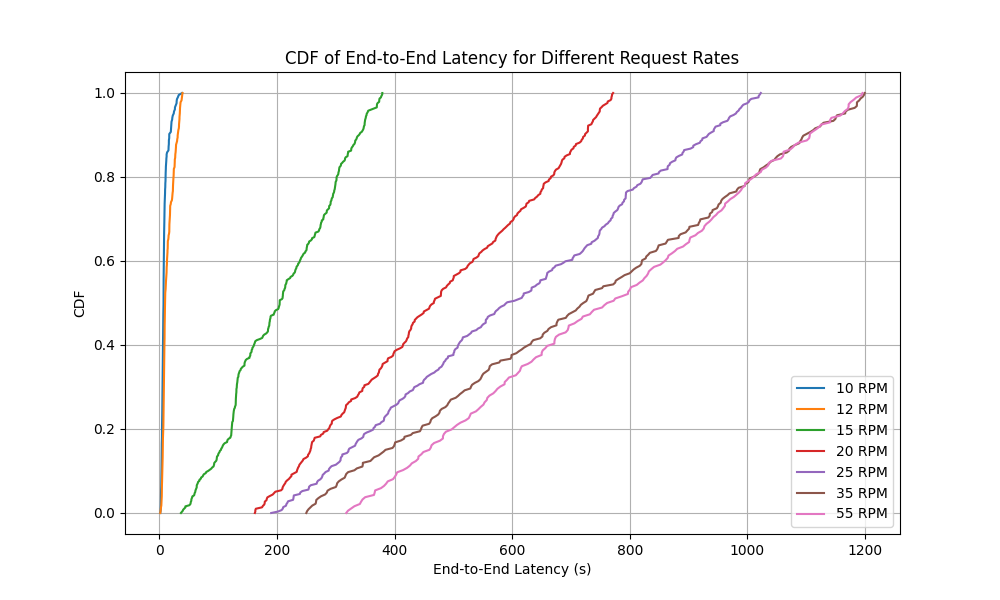 CDF of End-to-End Latency for Different Request Rates
1.0
0.8
0.6
0.4
0.2
0.0
CDF
0
200
400
600
800
1000
1200
End-to-End Latency (s)
10 RPM
12 RPM
15 RPM
20 RPM
25 RPM
35 RPM
55 RPM